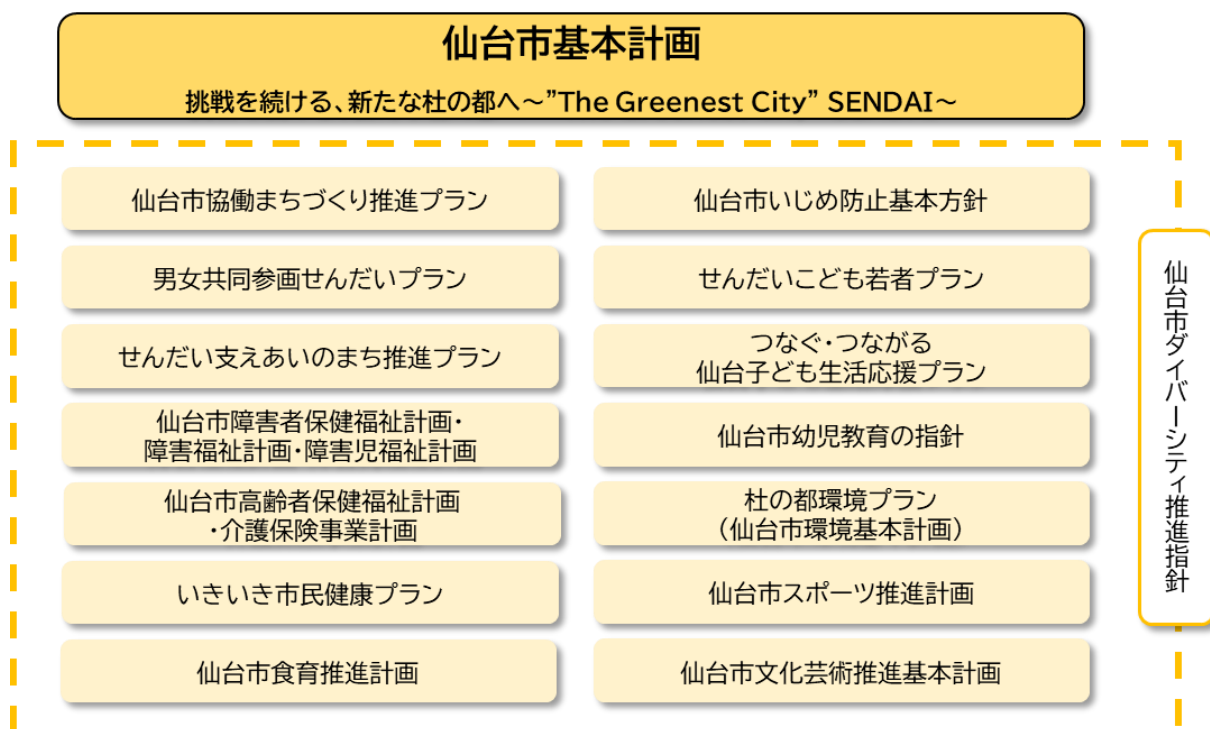 仙台市基本計画
挑戦を続ける、新たな杜の都へ～”The Greenest City” SENDAI～
仙台市協働まちづくり推進プラン
男女共同参画せんだいプラン
せんだい支えあいのまち推進プラン
仙台市障害者保健福祉計画・
障害福祉計画・障害児福祉計画
仙台市高齢者保健福祉計画
・介護保険事業計画
いきいき市民健康プラン
仙台市食育推進計画
仙台市いじめ防止基本方針
せんだいこども若者プラン
つなぐ・つながる
仙台子ども生活応援プラン
仙台市幼児教育の指針
杜の都環境プラン
（仙台市環境基本計画）
仙台市スポーツ推進計画
仙台市文化芸術推進基本計画
仙台市ダイバーシティ推進指針